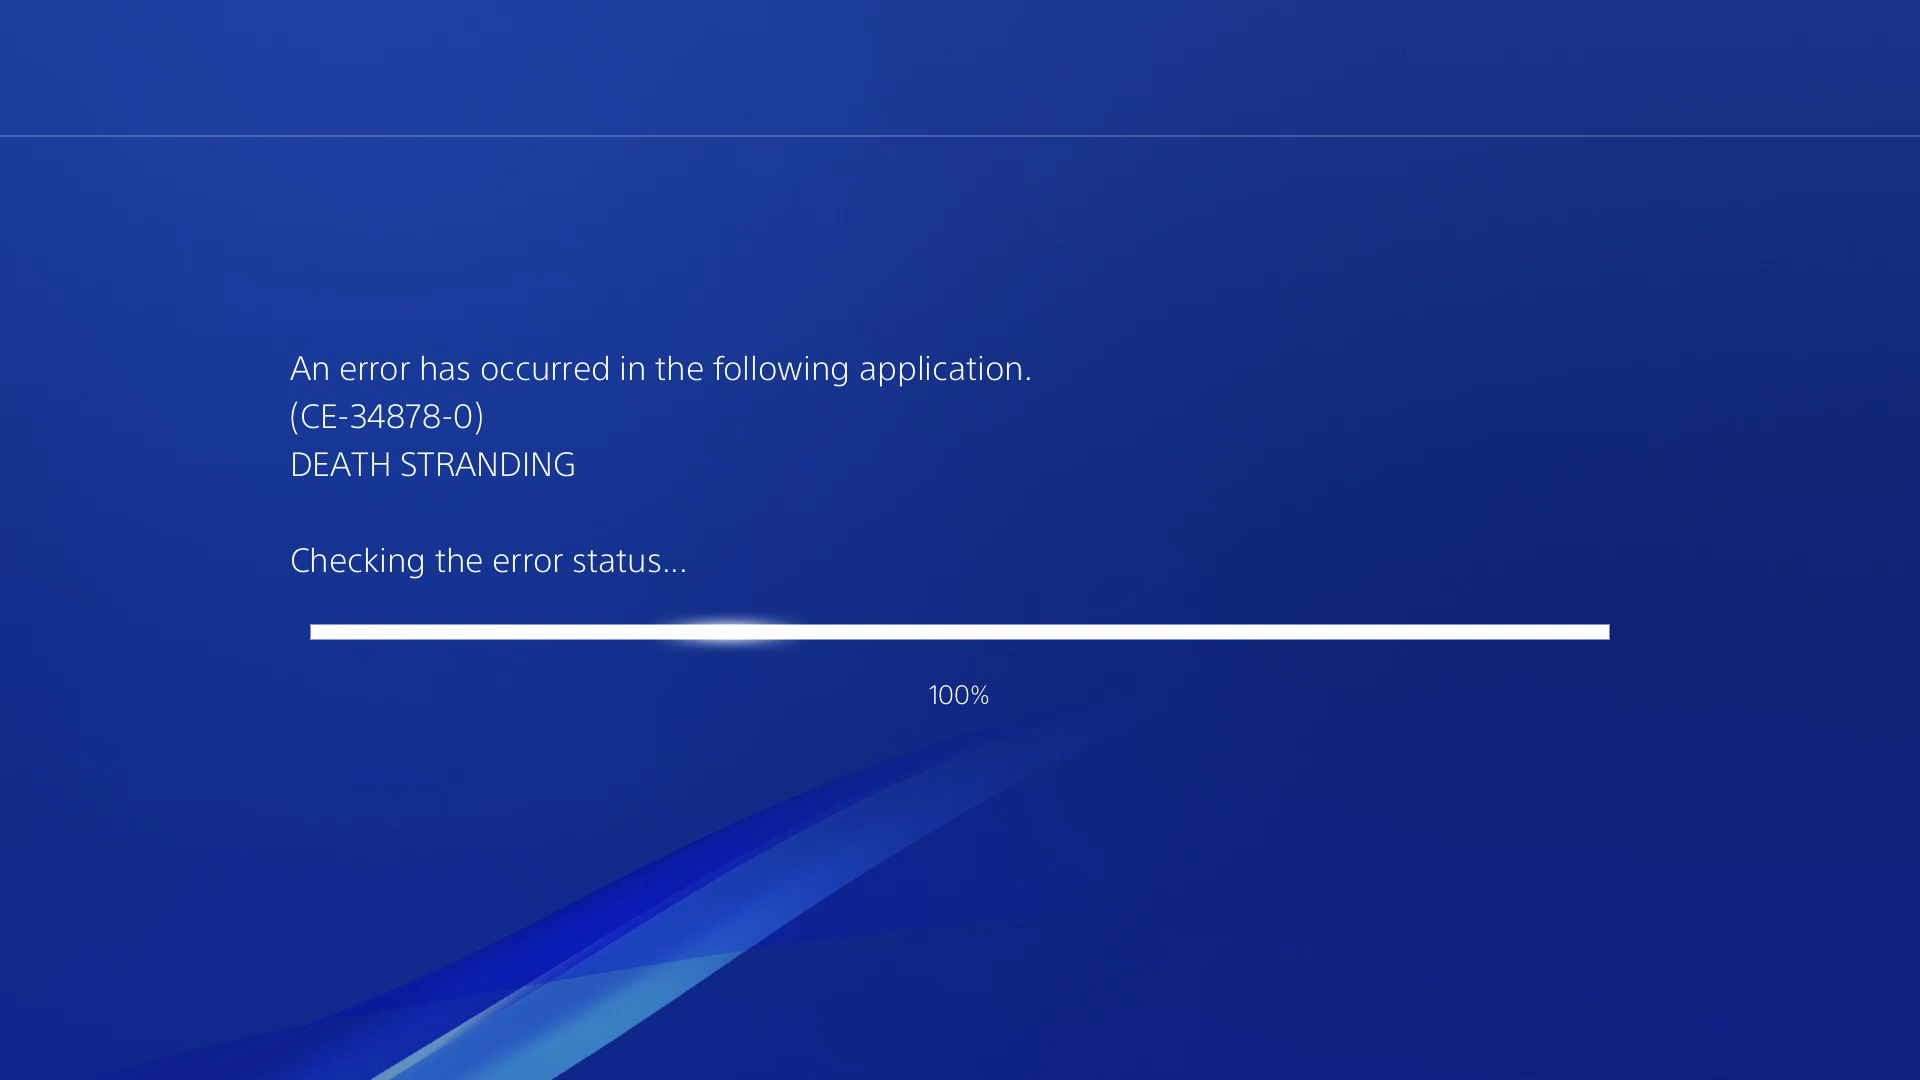 An error has occurred in the following application.
(CE-34878-0)
DEATH STRANDING
Checking the error status...
100%